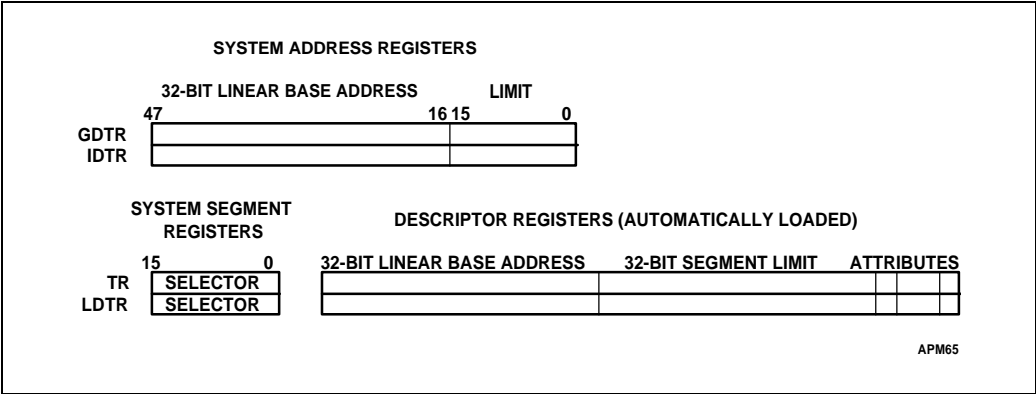 SYSTEM ADDRESS REGISTERS
32-BIT LINEAR BASE ADDRESS LIMIT
47 16 15 0
GDTR
IDTR
SYSTEM SEGMENT
REGISTERS
DESCRIPTOR REGISTERS (AUTOMATICALLY LOADED)
15 0 32-BIT LINEAR BASE ADDRESS 32-BIT SEGMENT LIMIT ATTRIBUTES
TR SELECTOR
LDTR SELECTOR
APM65